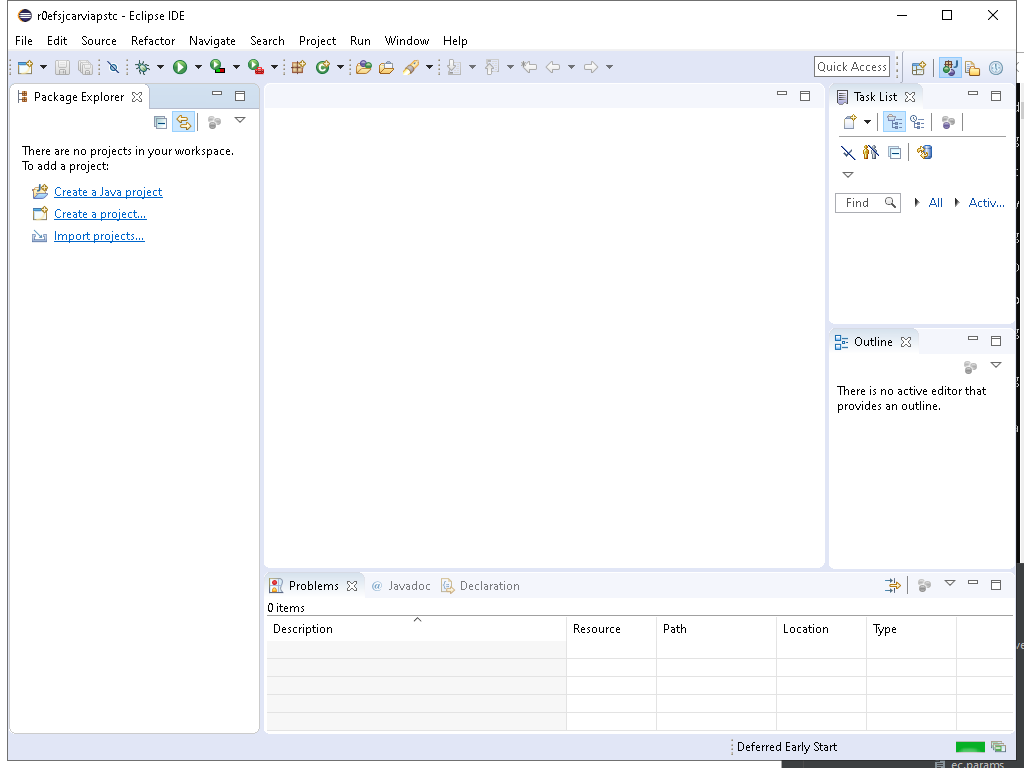 r0efsjcarviapstc - Eclipse IDE
File Edit Source Refactor Navigate Search Project Run Window Help
Quick Access
Package Explorer
There are no projects in your workspace.
To add a project:
Create a Java project
Create a project...
Import projects...
Task List
Find All Activ...
Outline
There is no active editor that
provides an outline.
Problems @ Javadoc Declaration
0 items
Description Resource Path Location Type
Deferred Early Start
ec.params